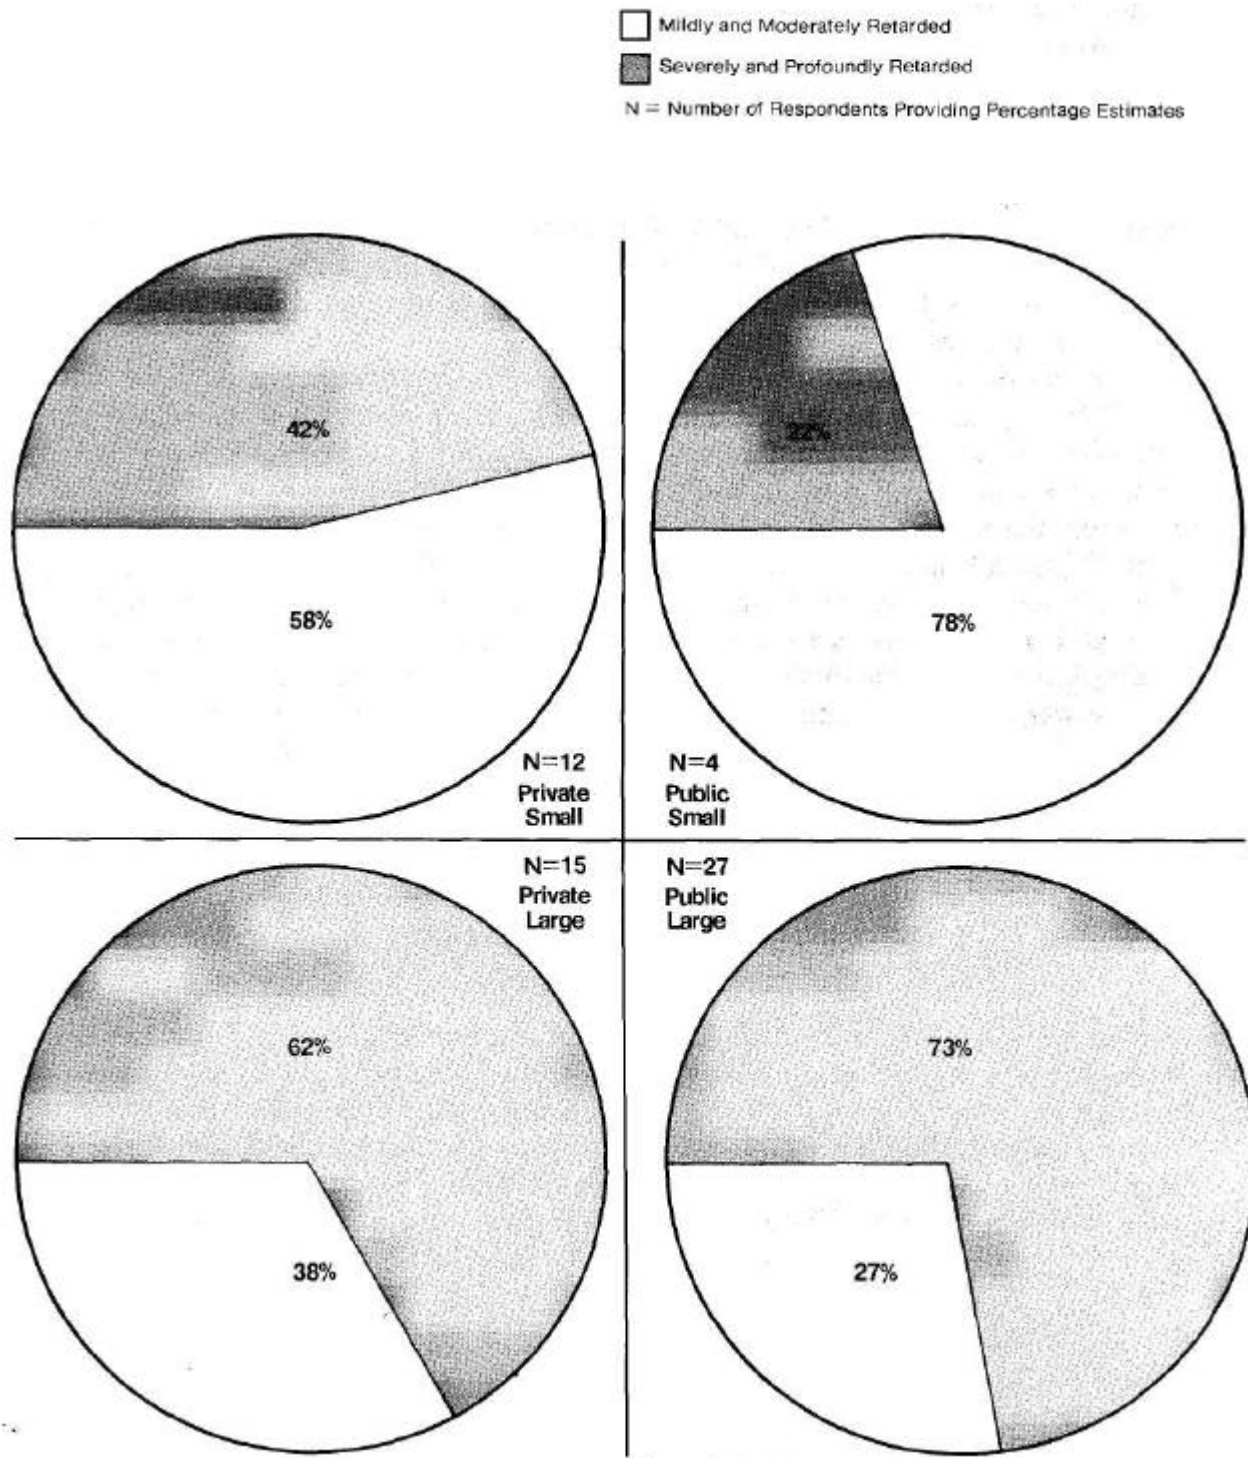 Mildly and Moderately Retarded
Severely and Profoundly Retarded
N = Number of Respondents Providing Percentage Estimates
42%
22%
58%
78%
N=12
Private
Small
N=4
Public
Small
N=15
Private
Large
N=27
Public
Large
62%
73%
38%
27%